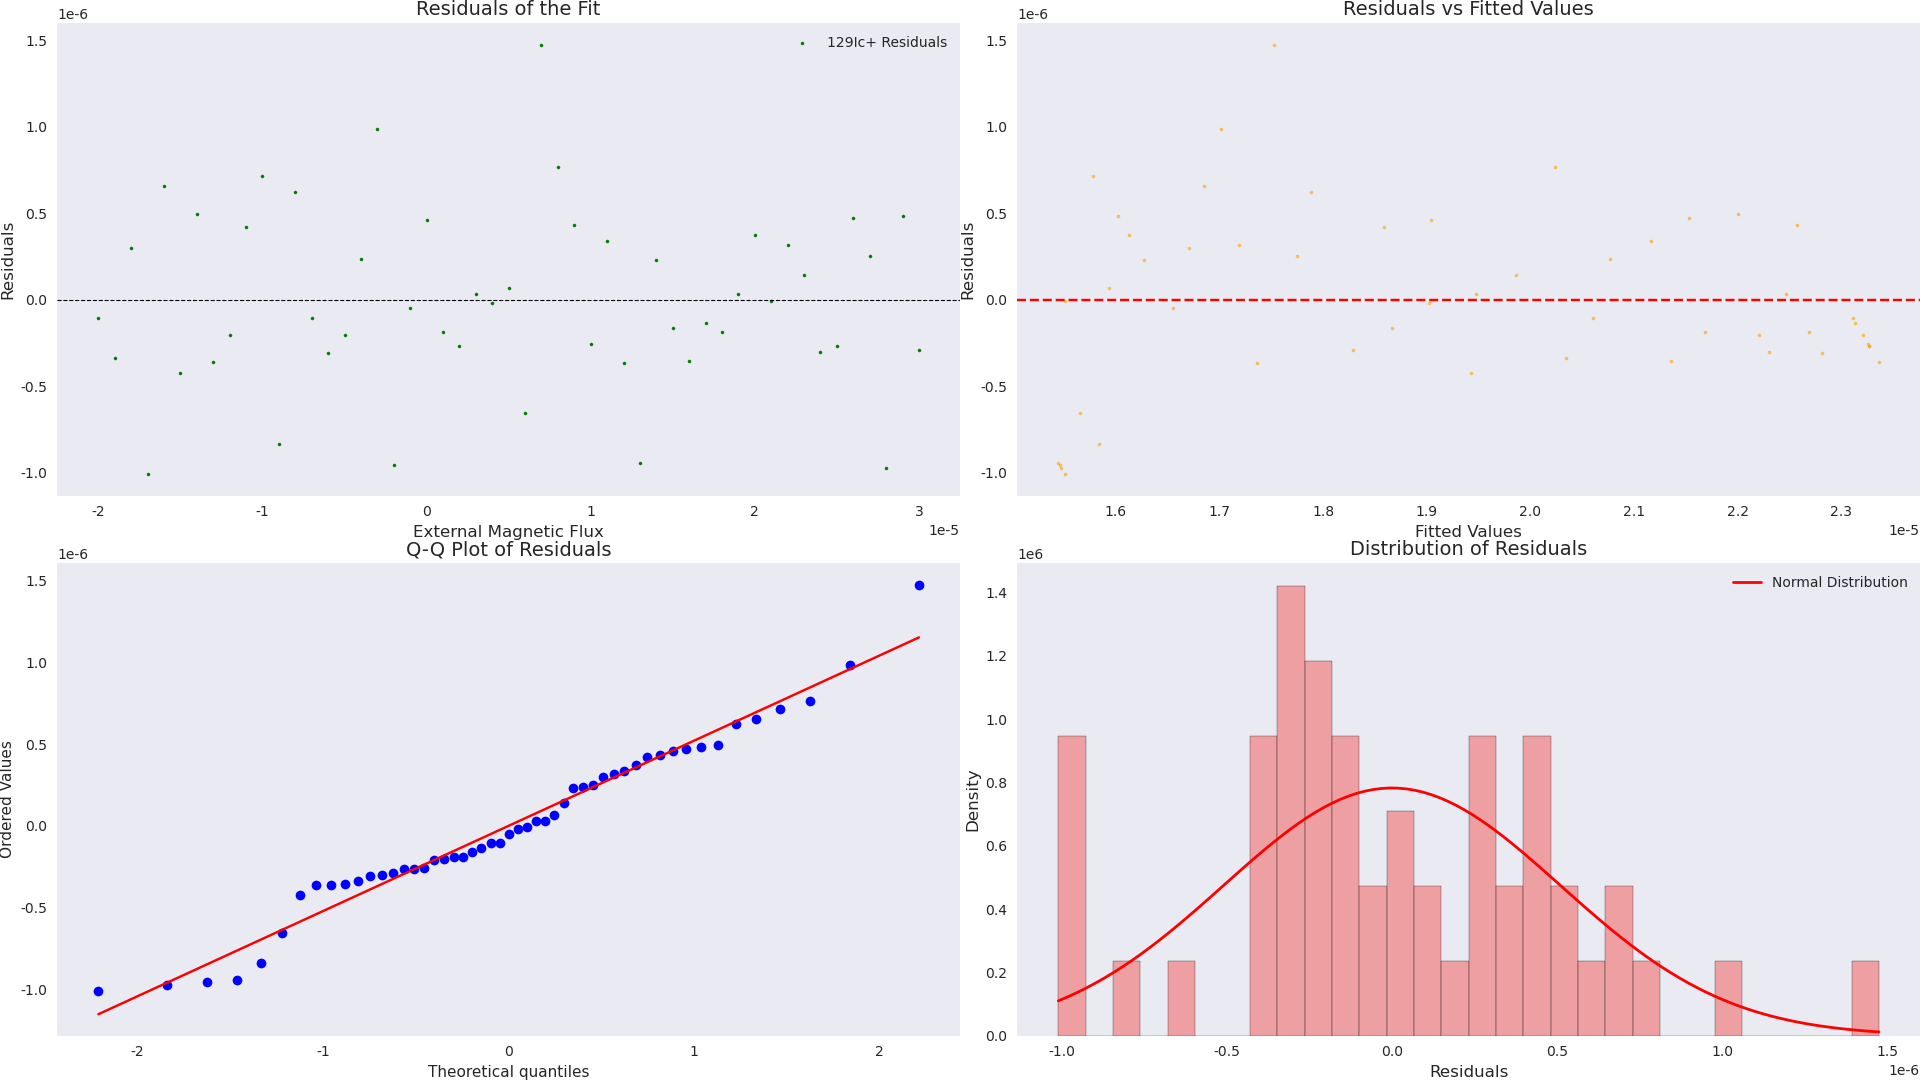 Residuals of the Fit
1e-6
129Ic+ Residuals
1.5
1.0
0.5
0.0
-0.5
-1.0
Residuals
-2 -1 0 1 2 3
1e-5
External Magnetic Flux
Residuals vs Fitted Values
1e-6
1.5
1.0
0.5
0.0
-0.5
-1.0
Residuals
1.6 1.7 1.8 1.9 2.0 2.1 2.2 2.3
1e-5
Fitted Values
Q-Q Plot of Residuals
1e-6
1.5
1.0
0.5
0.0
-0.5
-1.0
Ordered Values
-2 -1 0 1 2
Theoretical quantiles
Distribution of Residuals
1e6
Normal Distribution
1.4
1.2
1.0
0.8
0.6
0.4
0.2
0.0
Density
-1.0 -0.5 0.0 0.5 1.0 1.5
1e-6
Residuals